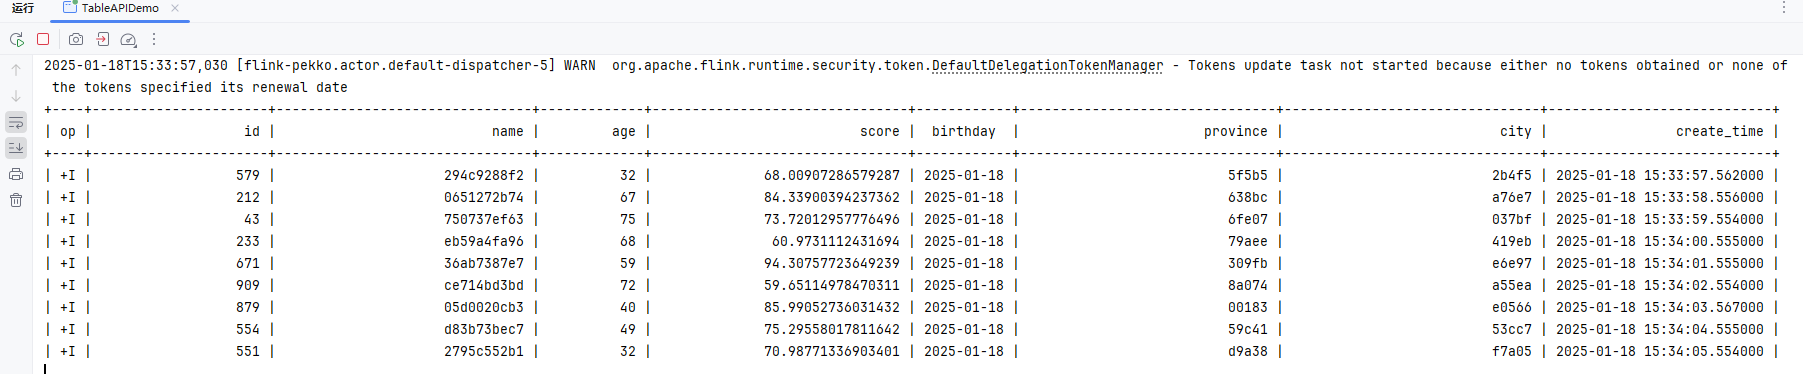 运行 TableAPIDemo
2025-01-18T15:33:57,030 [flink-pekko.actor.default-dispatcher-5] WARN  org.apache.flink.runtime.security.token.DefaultDelegationTokenManager - Tokens update task not started because either no tokens obtained or none of
the tokens specified its renewal date
+----+----------------------+--------------------------------+-------------+--------------------------------+------------+--------------------------------+--------------------------------+----------------------------+
| op |                   id |                           name |         age |                          score |   birthday |                       province |                           city |                create_time |
+----+----------------------+--------------------------------+-------------+--------------------------------+------------+--------------------------------+--------------------------------+----------------------------+
| +I |                  579 |                     294c9288f2 |          32 |              68.00907286579287 | 2025-01-18 |                          5f5b5 |                          2b4f5 | 2025-01-18 15:33:57.562000 |
| +I |                  212 |                     0651272b74 |          67 |              84.33900394237362 | 2025-01-18 |                          638bc |                          a76e7 | 2025-01-18 15:33:58.556000 |
| +I |                   43 |                     750737ef63 |          75 |              73.72012957776496 | 2025-01-18 |                          6fe07 |                          037bf | 2025-01-18 15:33:59.554000 |
| +I |                  233 |                     eb59a4fa96 |          68 |               60.9731112431694 | 2025-01-18 |                          79aee |                          419eb | 2025-01-18 15:34:00.555000 |
| +I |                  671 |                     36ab7387e7 |          59 |              94.30757723649239 | 2025-01-18 |                          309fb |                          e6e97 | 2025-01-18 15:34:01.555000 |
| +I |                  909 |                     ce714bd3bd |          72 |              59.65114978470311 | 2025-01-18 |                          8a074 |                          a55ea | 2025-01-18 15:34:02.554000 |
| +I |                  879 |                     05d0020cb3 |          40 |              85.99052736031432 | 2025-01-18 |                          00183 |                          e0566 | 2025-01-18 15:34:03.567000 |
| +I |                  554 |                     d83b73bec7 |          49 |              75.29558017811642 | 2025-01-18 |                          59c41 |                          53cc7 | 2025-01-18 15:34:04.555000 |
| +I |                  551 |                     2795c552b1 |          32 |              70.98771336903401 | 2025-01-18 |                          d9a38 |                          f7a05 | 2025-01-18 15:34:05.554000 |